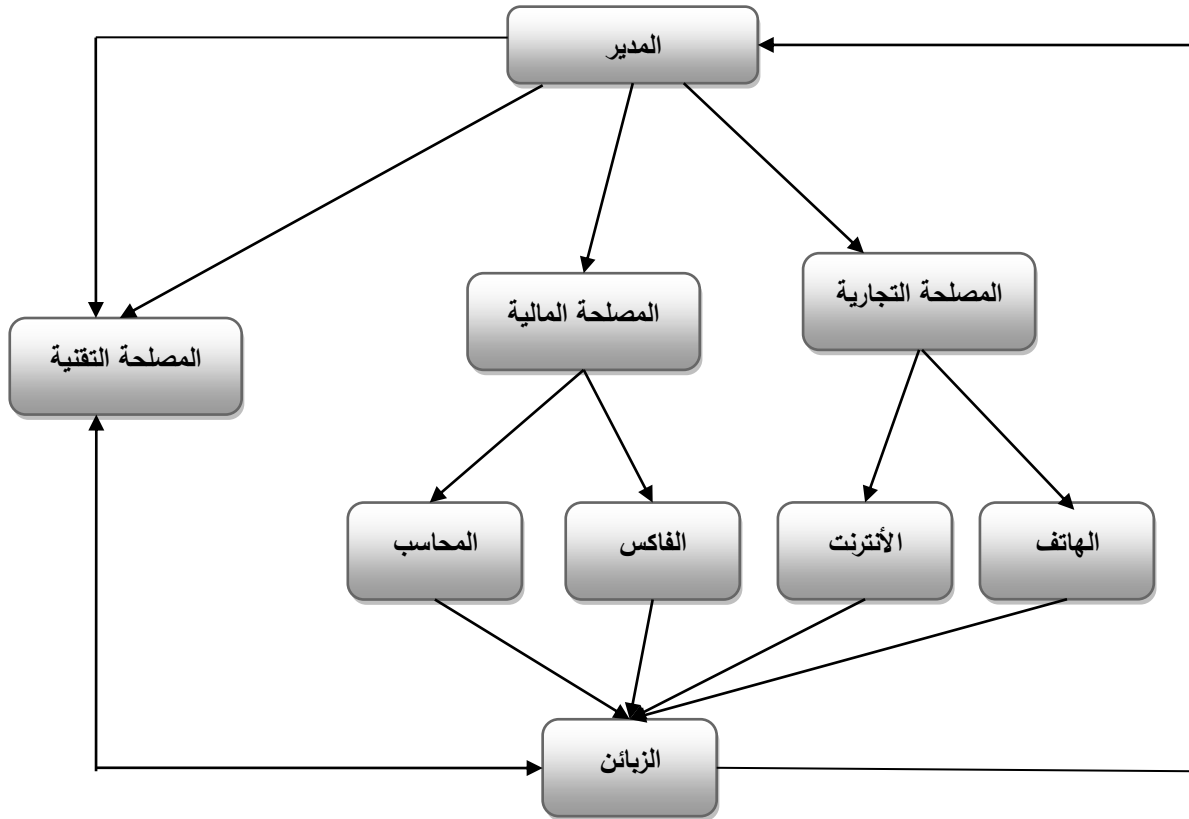 المدير
المصلحة التجارية
المصلحة المالية
المصلحة التقنية
الهاتف
الأنترنت
الفاكس
المحاسب
الزبائن